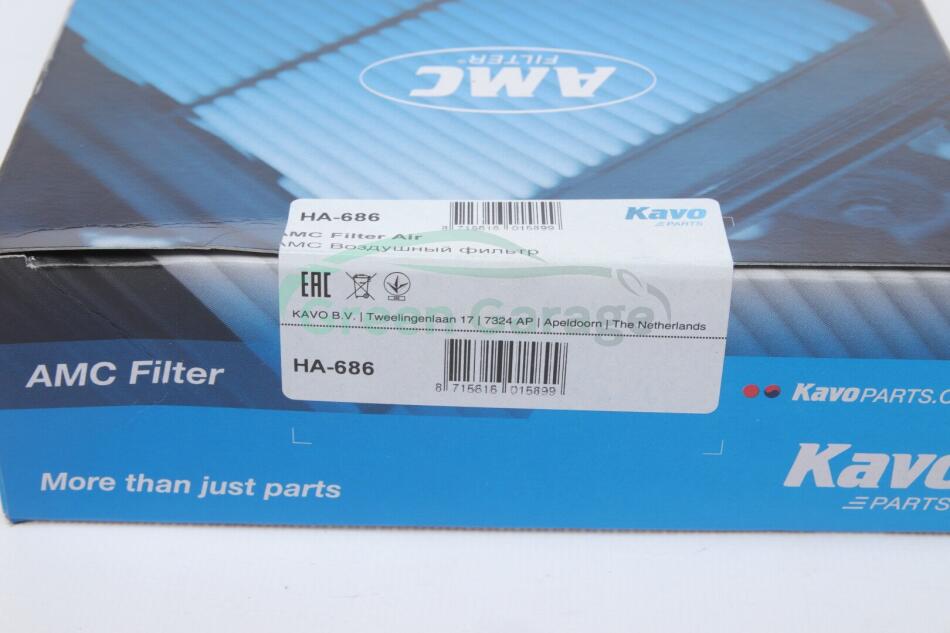 AMC
FILTER®
HA-686
8 715616 015899
Kavo
PARTS
AMC Filter Air
AMC Воздушный фильтр
EAC
KAVO B.V. | Tweelingenlaan 17 | 7324 AP | Apeldoorn | The Netherlands
HA-686
8 715616 015899
Green Garage
AMC Filter
KavoPARTS.C
More than just parts
Kavo
PARTS